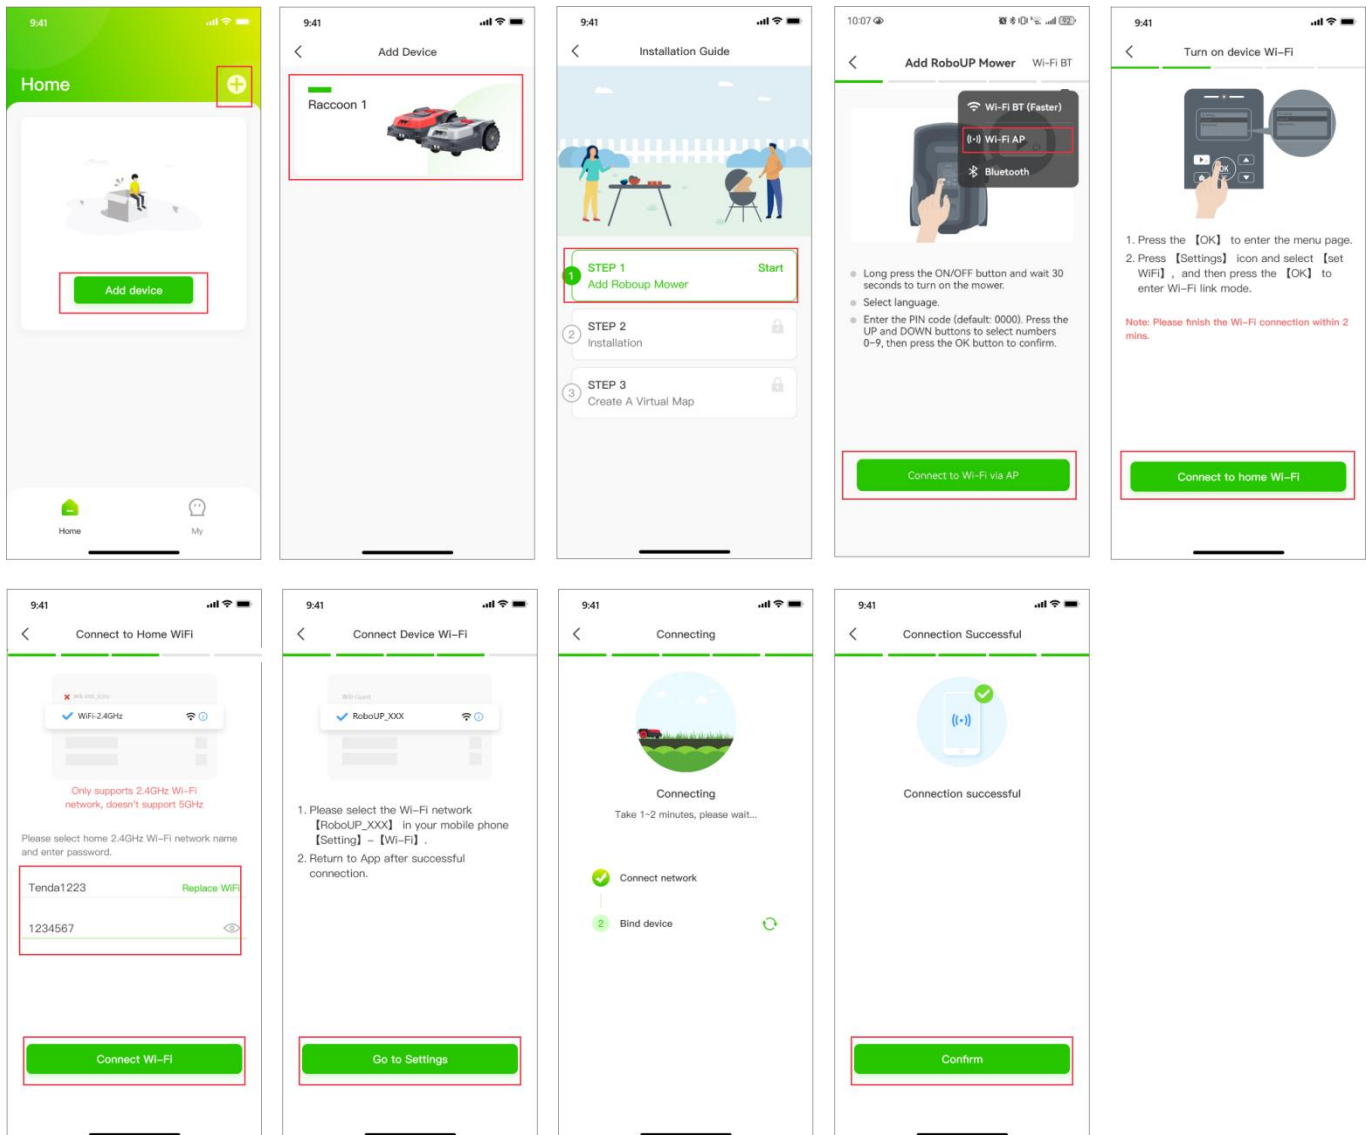 9:41
Home
Add device
Home
My
9:41
Add Device
Raccoon 1
9:41
Installation Guide
1
STEP 1
Start
Add Roboup Mower
2
STEP 2
Installation
3
STEP 3
Create A Virtual Map
10:07
92
Add RoboUP Mower
Wi-Fi BT
Wi-Fi BT (Faster)
Wi-Fi AP
Bluetooth
Long press the ON/OFF button and wait 30
seconds to turn on the mower.
Select language.
Enter the PIN code (default: 0000). Press the
UP and DOWN buttons to select numbers
0-9, then press the OK button to confirm.
Connect to Wi-Fi via AP
9:41
Turn on device Wi-Fi
OK
1. Press the 【OK】 to enter the menu page.
2. Press 【Settings】 icon and select 【set
WiFi】, and then press the 【OK】 to
enter Wi-Fi link mode.
Note: Please finish the Wi-Fi connection within 2
mins.
Connect to home Wi-Fi
9:41
Connect to Home WiFi
WiFi-2.4GHz
Only supports 2.4GHz Wi-Fi
network, doesn't support 5GHz
Please select home 2.4GHz Wi-Fi network name
and enter password.
Tenda1223
Replace WiFi
1234567
Connect Wi-Fi
9:41
Connect Device Wi-Fi
RoboUP_XXX
1. Please select the Wi-Fi network
【RoboUP_XXX】 in your mobile phone
【Setting】-【Wi-Fi】.
2. Return to App after successful
connection.
Go to Settings
9:41
Connecting
Connecting
Take 1~2 minutes, please wait...
Connect network
2
Bind device
9:41
Connection Successful
Connection successful
Confirm